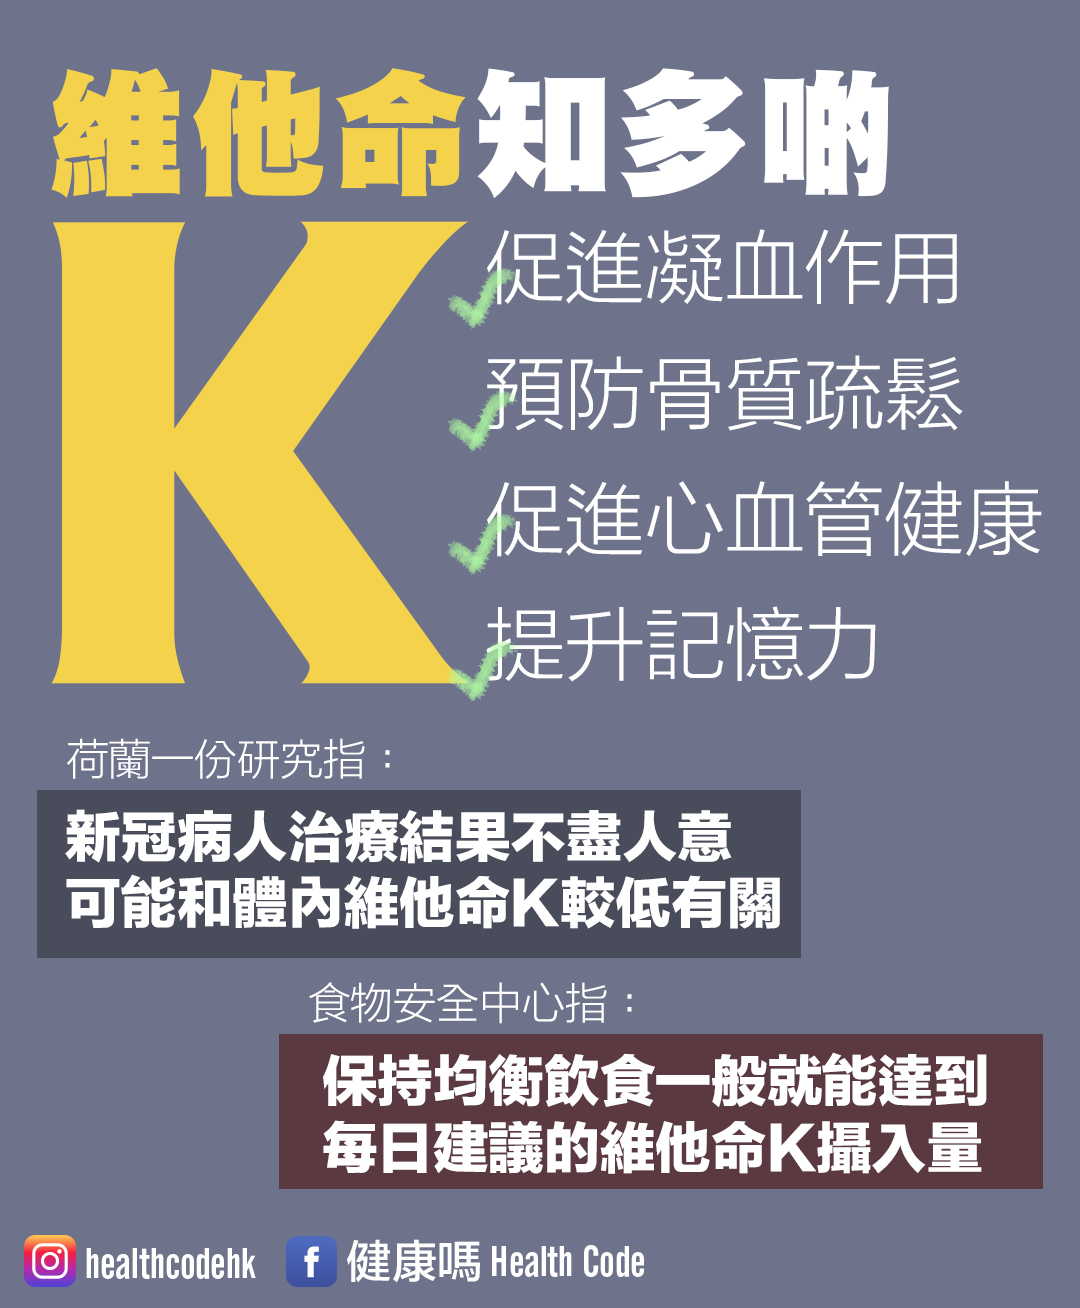 維他命知多啲
K
促進凝血作用
預防骨質疏鬆
促進心血管健康
提升記憶力
荷蘭一份研究指：
新冠病人治療結果不盡人意
可能和體內維他命K較低有關
食物安全中心指：
保持均衡飲食一般就能達到
每日建議的維他命K攝入量
healthcodehk
健康嗎 Health Code